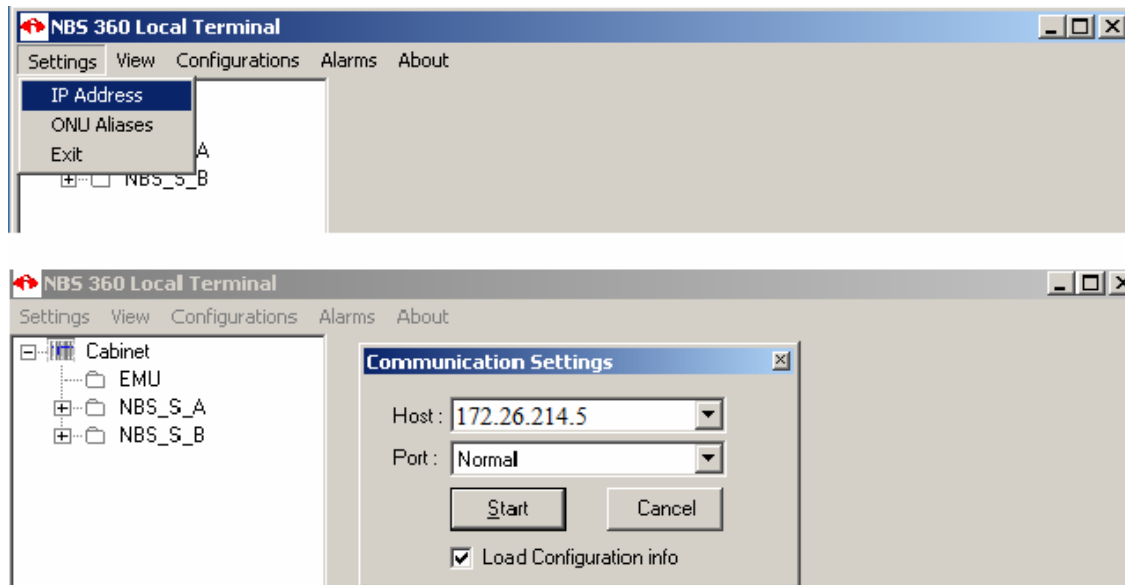 NBS 360 Local Terminal
Settings View Configurations Alarms About
IP Address
ONU Aliases
Exit
A
NBS_S_B
NBS 360 Local Terminal
Settings View Configurations Alarms About
Cabinet
EMU
NBS_S_A
NBS_S_B
Communication Settings
Host : 172.26.214.5
Port : Normal
Start Cancel
Load Configuration info